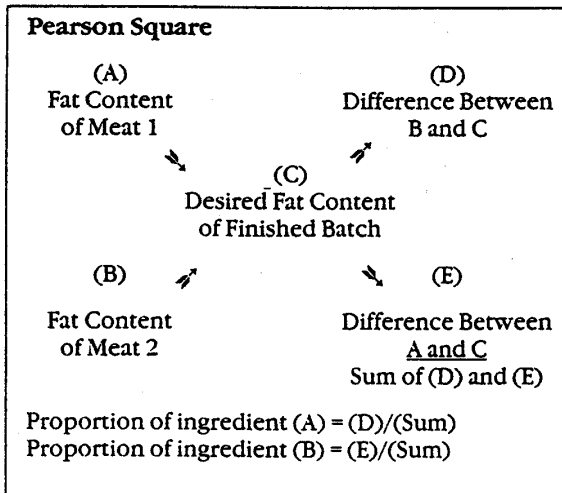 Pearson Square
(A)
Fat Content
of Meat 1
(D)
Difference Between
B and C
(C)
Desired Fat Content
of Finished Batch
(B)
Fat Content
of Meat 2
(E)
Difference Between
A and C
Sum of (D) and (E)
Proportion of ingredient (A) = (D)/(Sum)
Proportion of ingredient (B) = (E)/(Sum)